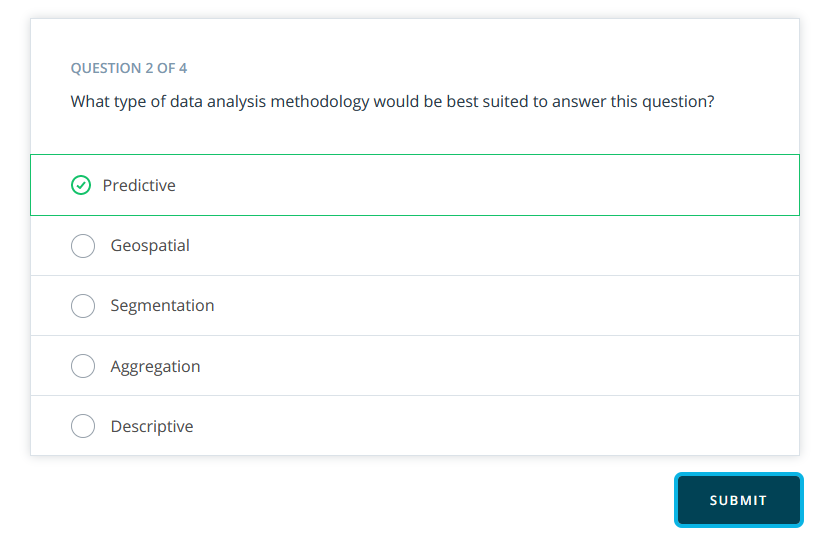 QUESTION 2 OF 4
What type of data analysis methodology would be best suited to answer this question?
Predictive
Geospatial
Segmentation
Aggregation
Descriptive
SUBMIT